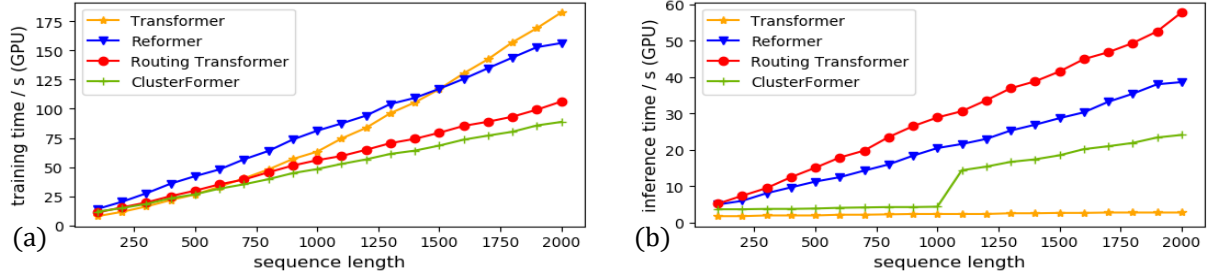 Transformer
Reformer
Routing Transformer
ClusterFormer
training time / s (GPU)
175
150
125
100
75
50
25
0
250 500 750 1000 1250 1500 1750 2000
sequence length
(a)
Transformer
Reformer
Routing Transformer
ClusterFormer
inference time / s (GPU)
60
50
40
30
20
10
0
250 500 750 1000 1250 1500 1750 2000
sequence length
(b)